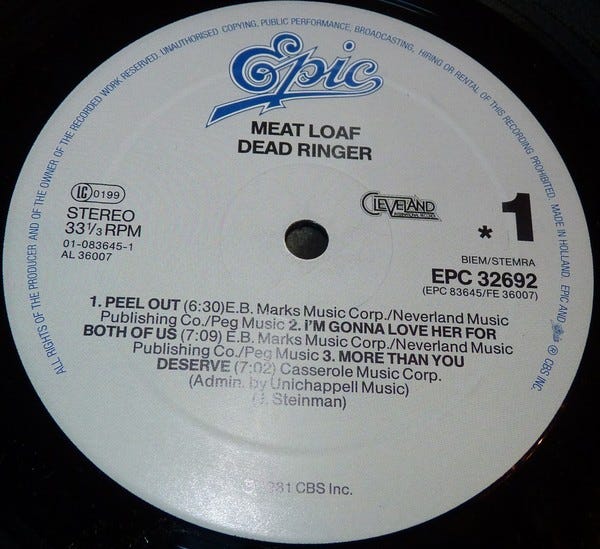 ALL RIGHTS OF THE PRODUCER AND OF THE OWNER OF THE RECORDED WORK RESERVED. UNAUTHORISED COPYING, PUBLIC PERFORMANCE, BROADCASTING, HIRING OR RENTAL OF THIS RECORDING PROHIBITED. MADE IN HOLLAND. EPIC AND ® CBS INC.
Epic
MEAT LOAF
DEAD RINGER
LC 0199
STEREO
33 1/3 RPM
01-083645-1
AL 36007
CLEVELAND
INTERNATIONAL RECORDS
* 1
BIEM/STEMRA
EPC 32692
(EPC 83645/FE 36007)
1. PEEL OUT (6:30)E.B. Marks Music Corp./Neverland Music
Publishing Co./Peg Music 2. i'M GONNA LOVE HER FOR
BOTH OF US (7:09) E.B. Marks Music Corp./Neverland Music
Publishing Co./Peg Music 3. MORE THAN YOU
DESERVE (7:02) Casserole Music Corp.
(Admin. by Unichappell Music)
(J. Steinman)
1981 CBS Inc.